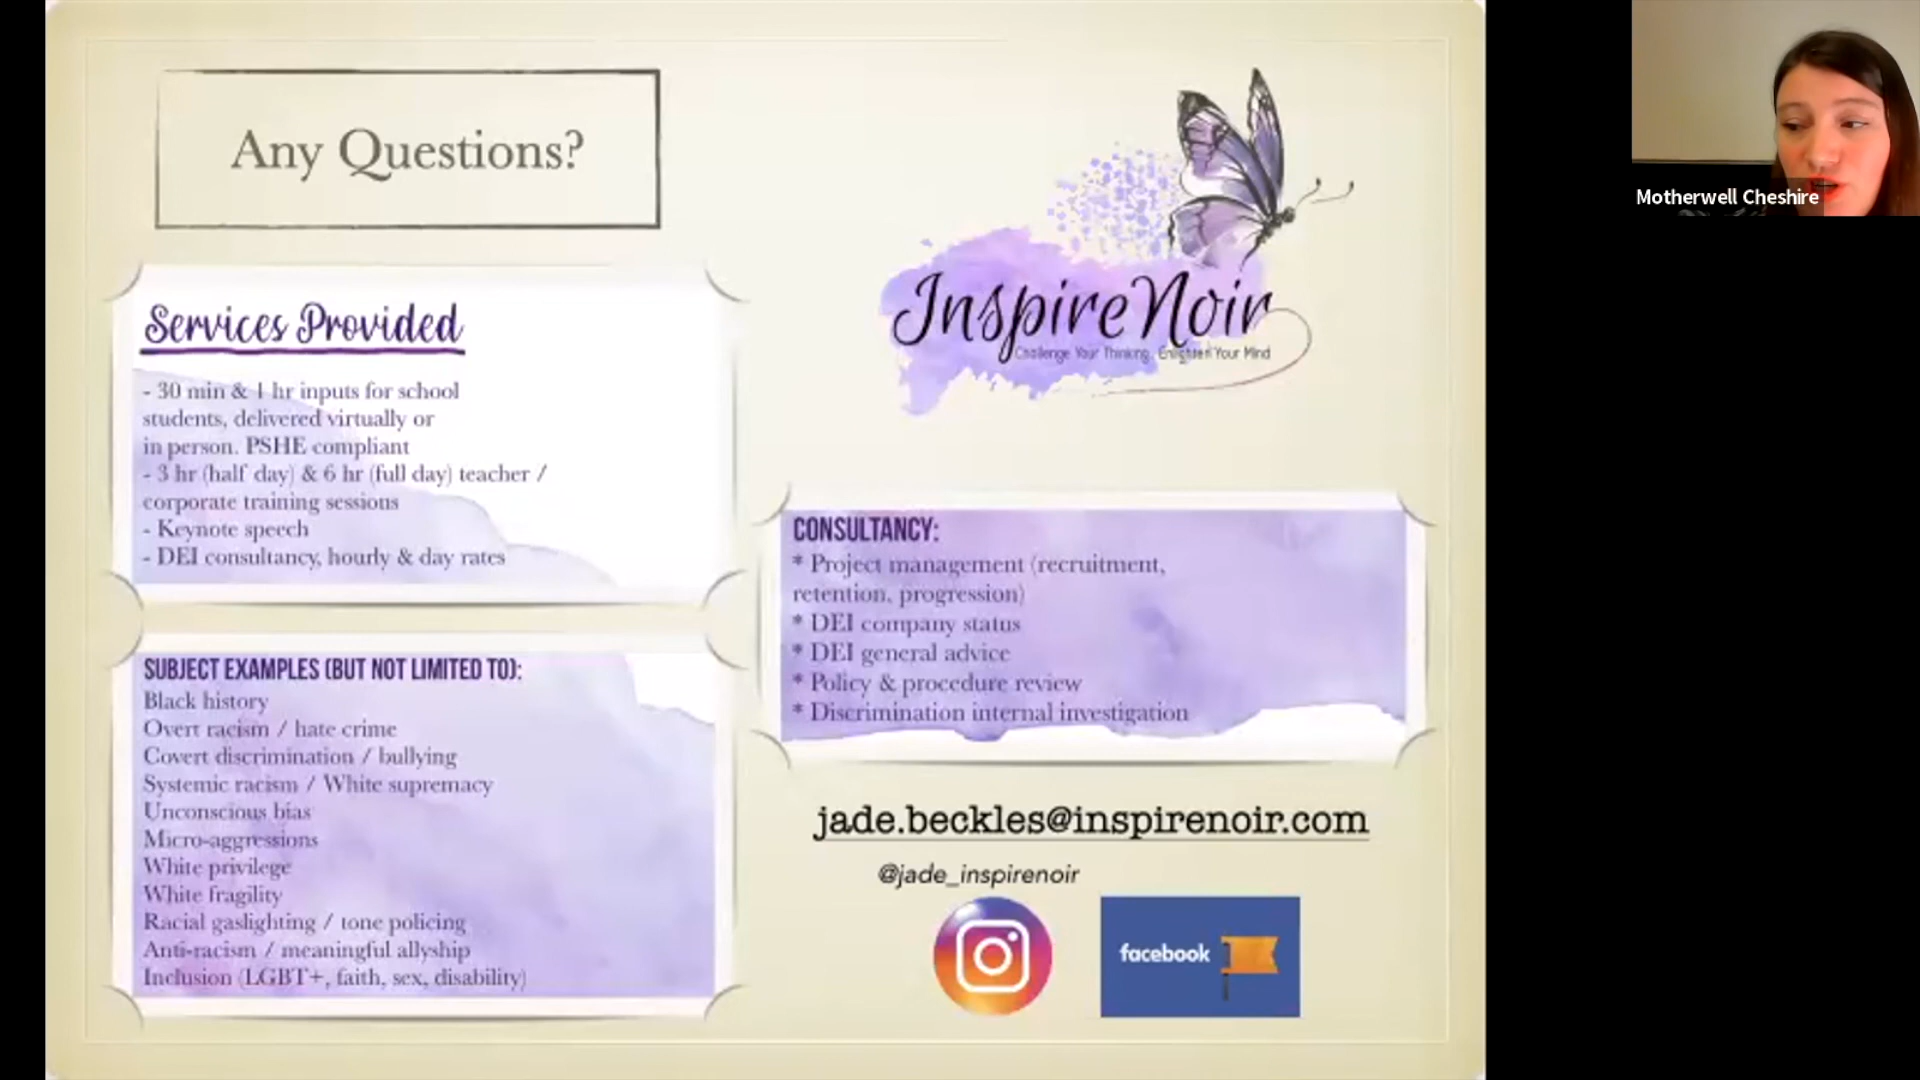 Any Questions?
Services Provided
- 30 min & 1 hr inputs for school
students, delivered virtually or
in person. PSHE compliant
- 3 hr (half day) & 6 hr (full day) teacher /
corporate training sessions
- Keynote speech
- DEI consultancy, hourly & day rates
SUBJECT EXAMPLES (BUT NOT LIMITED TO):
Black history
Overt racism / hate crime
Covert discrimination / bullying
Systemic racism / White supremacy
Unconscious bias
Micro-aggressions
White privilege
White fragility
Racial gaslighting / tone policing
Anti-racism / meaningful allyship
Inclusion (LGBT+, faith, sex, disability)
InspireNoir
Challenge Your Thinking, Enlighten Your Mind
CONSULTANCY:
* Project management (recruitment,
retention, progression)
* DEI company status
* DEI general advice
* Policy & procedure review
* Discrimination internal investigation
jade.beckles@inspirenoir.com
@jade_inspirenoir
facebook
Motherwell Cheshire